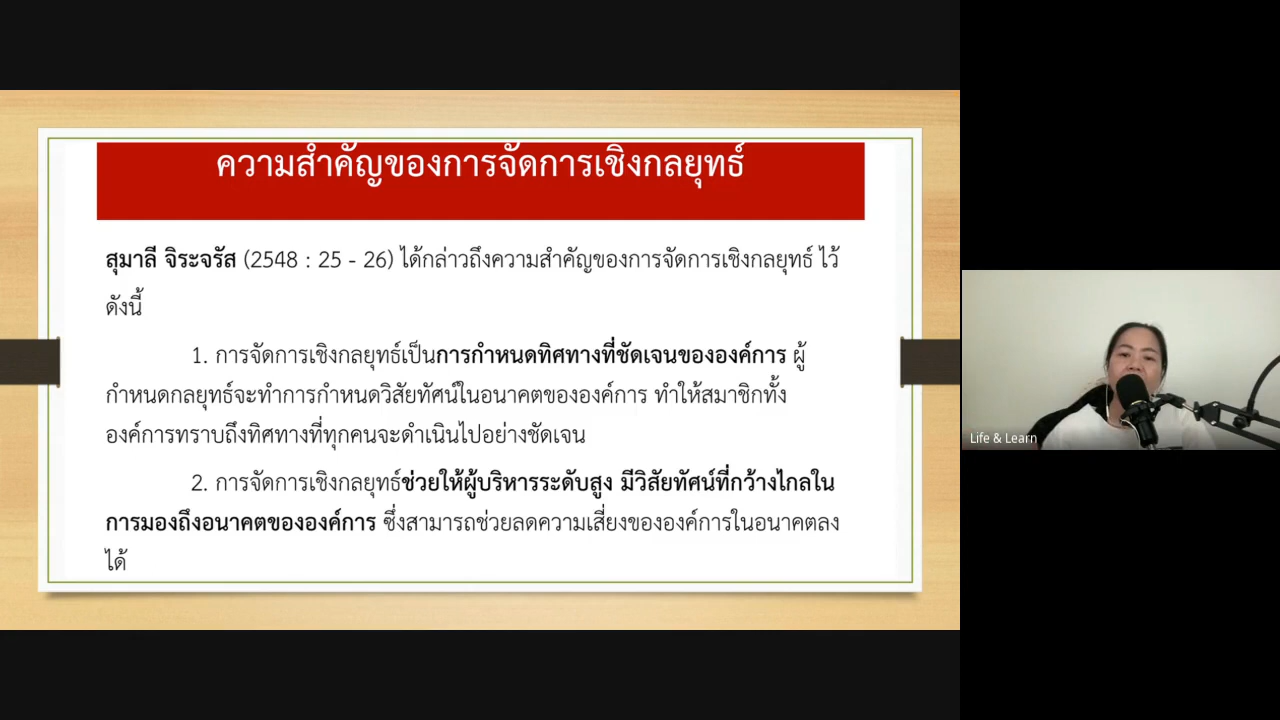 ความสำคัญของการจัดการเชิงกลยุทธ์
สุมาลี จิระจรัส (2548 : 25 - 26) ได้กล่าวถึงความสำคัญของการจัดการเชิงกลยุทธ์ ไว้
ดังนี้
1. การจัดการเชิงกลยุทธ์เป็นการกำหนดทิศทางที่ชัดเจนขององค์การ ผู้
กำหนดกลยุทธ์จะทำการกำหนดวิสัยทัศน์ในอนาคตขององค์การ ทำให้สมาชิกทั้ง
องค์การทราบถึงทิศทางที่ทุกคนจะดำเนินไปอย่างชัดเจน
2. การจัดการเชิงกลยุทธ์ช่วยให้ผู้บริหารระดับสูง มีวิสัยทัศน์ที่กว้างไกลใน
การมองถึงอนาคตขององค์การ ซึ่งสามารถช่วยลดความเสี่ยงขององค์การในอนาคตลง
ได้
Life & Learn